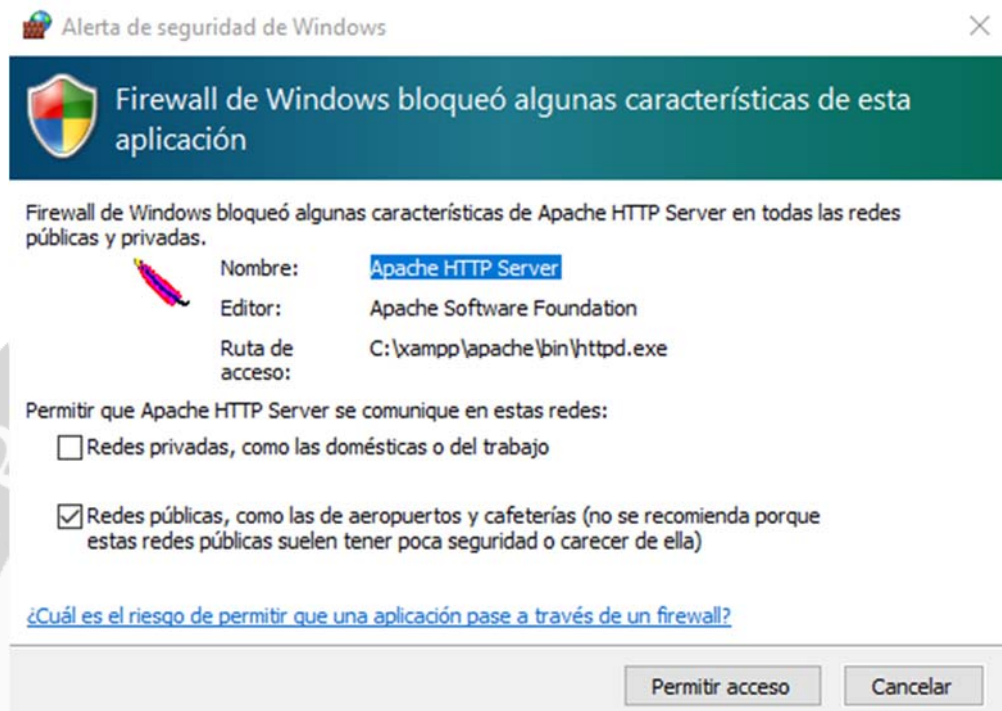 Alerta de seguridad de Windows
Firewall de Windows bloqueó algunas características de esta
aplicación
Firewall de Windows bloqueó algunas características de Apache HTTP Server en todas las redes
públicas y privadas.
Nombre: Apache HTTP Server
Editor: Apache Software Foundation
Ruta de C:\xampp\apache\bin\httpd.exe
acceso:
Permitir que Apache HTTP Server se comunique en estas redes:
Redes privadas, como las domésticas o del trabajo
Redes públicas, como las de aeropuertos y cafeterías (no se recomienda porque
estas redes públicas suelen tener poca seguridad o carecer de ella)
¿Cuál es el riesgo de permitir que una aplicación pase a través de un firewall?
Permitir acceso Cancelar